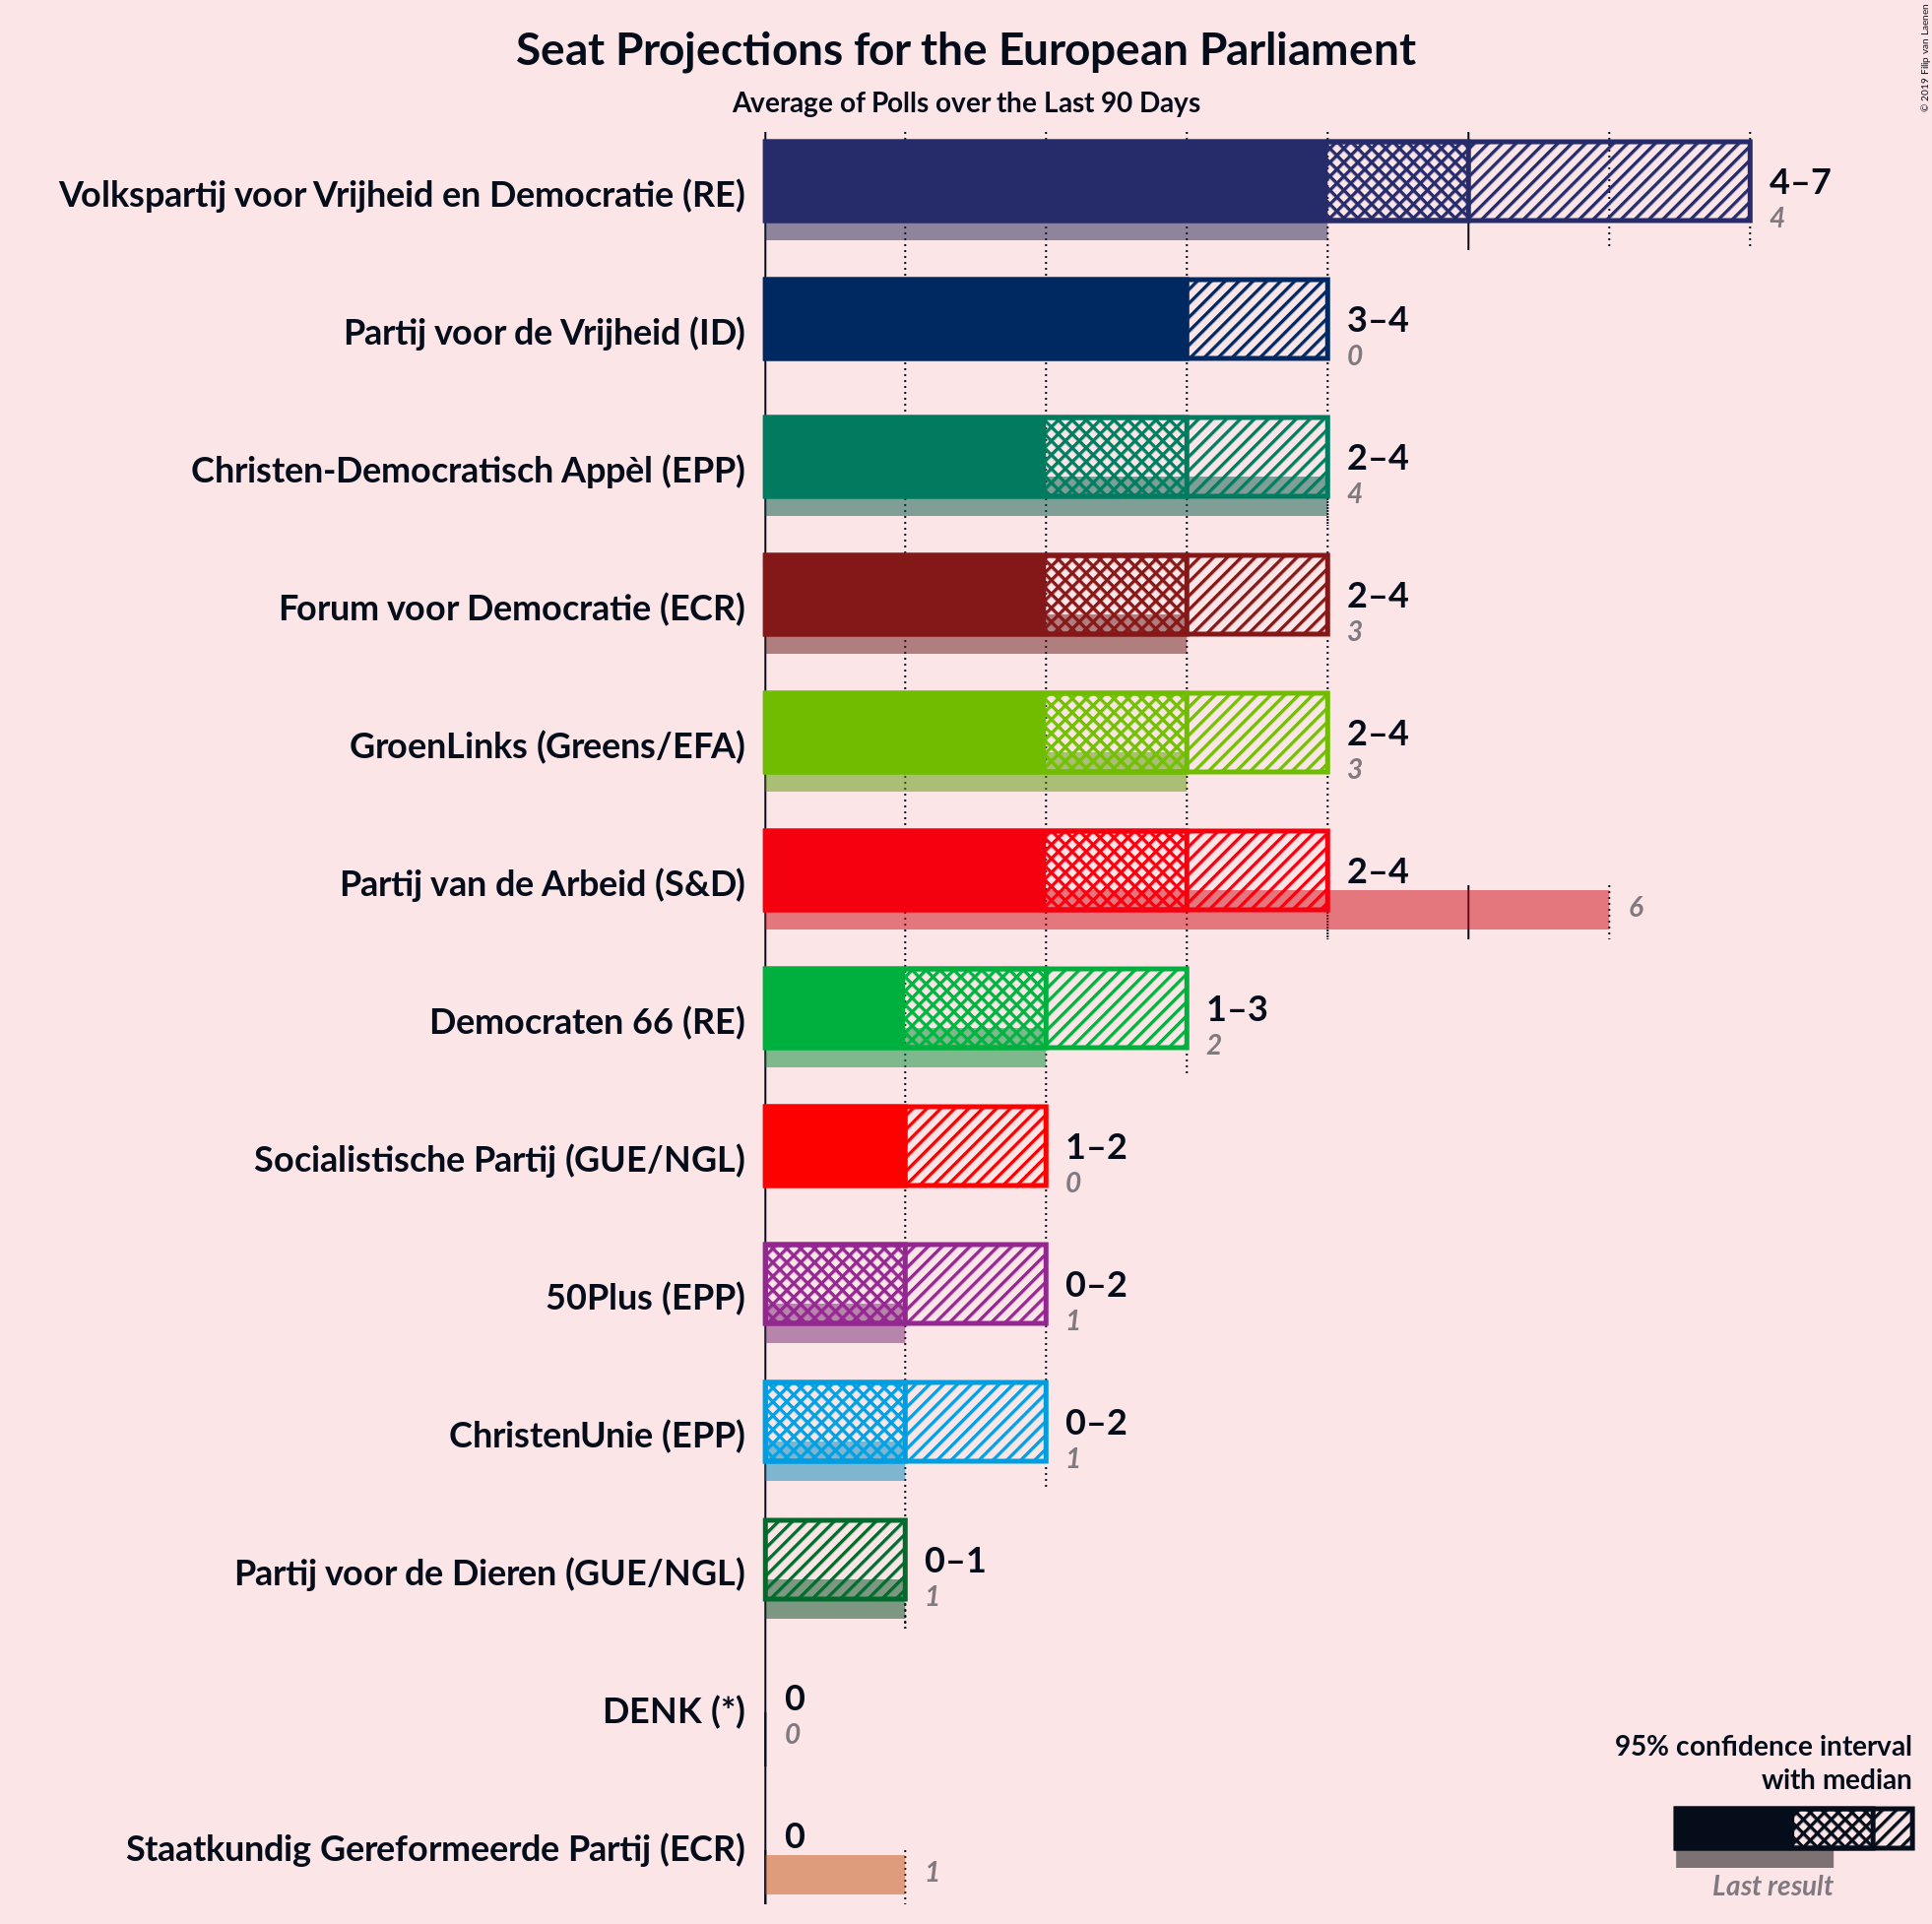 Seat Projections for the European Parliament
Average of Polls over the Last 90 Days
© 2019 Filip van Laenen
Volkspartij voor Vrijheid en Democratie (RE)
4–7
4
Partij voor de Vrijheid (ID)
3–4
0
Christen-Democratisch Appèl (EPP)
2–4
4
Forum voor Democratie (ECR)
2–4
3
GroenLinks (Greens/EFA)
2–4
3
Partij van de Arbeid (S&D)
2–4
6
Democraten 66 (RE)
1–3
2
Socialistische Partij (GUE/NGL)
1–2
0
50Plus (EPP)
0–2
1
ChristenUnie (EPP)
0–2
1
Partij voor de Dieren (GUE/NGL)
0–1
1
DENK (*)
0
0
Staatkundig Gereformeerde Partij (ECR)
0
1
95% confidence interval
with median
Last result